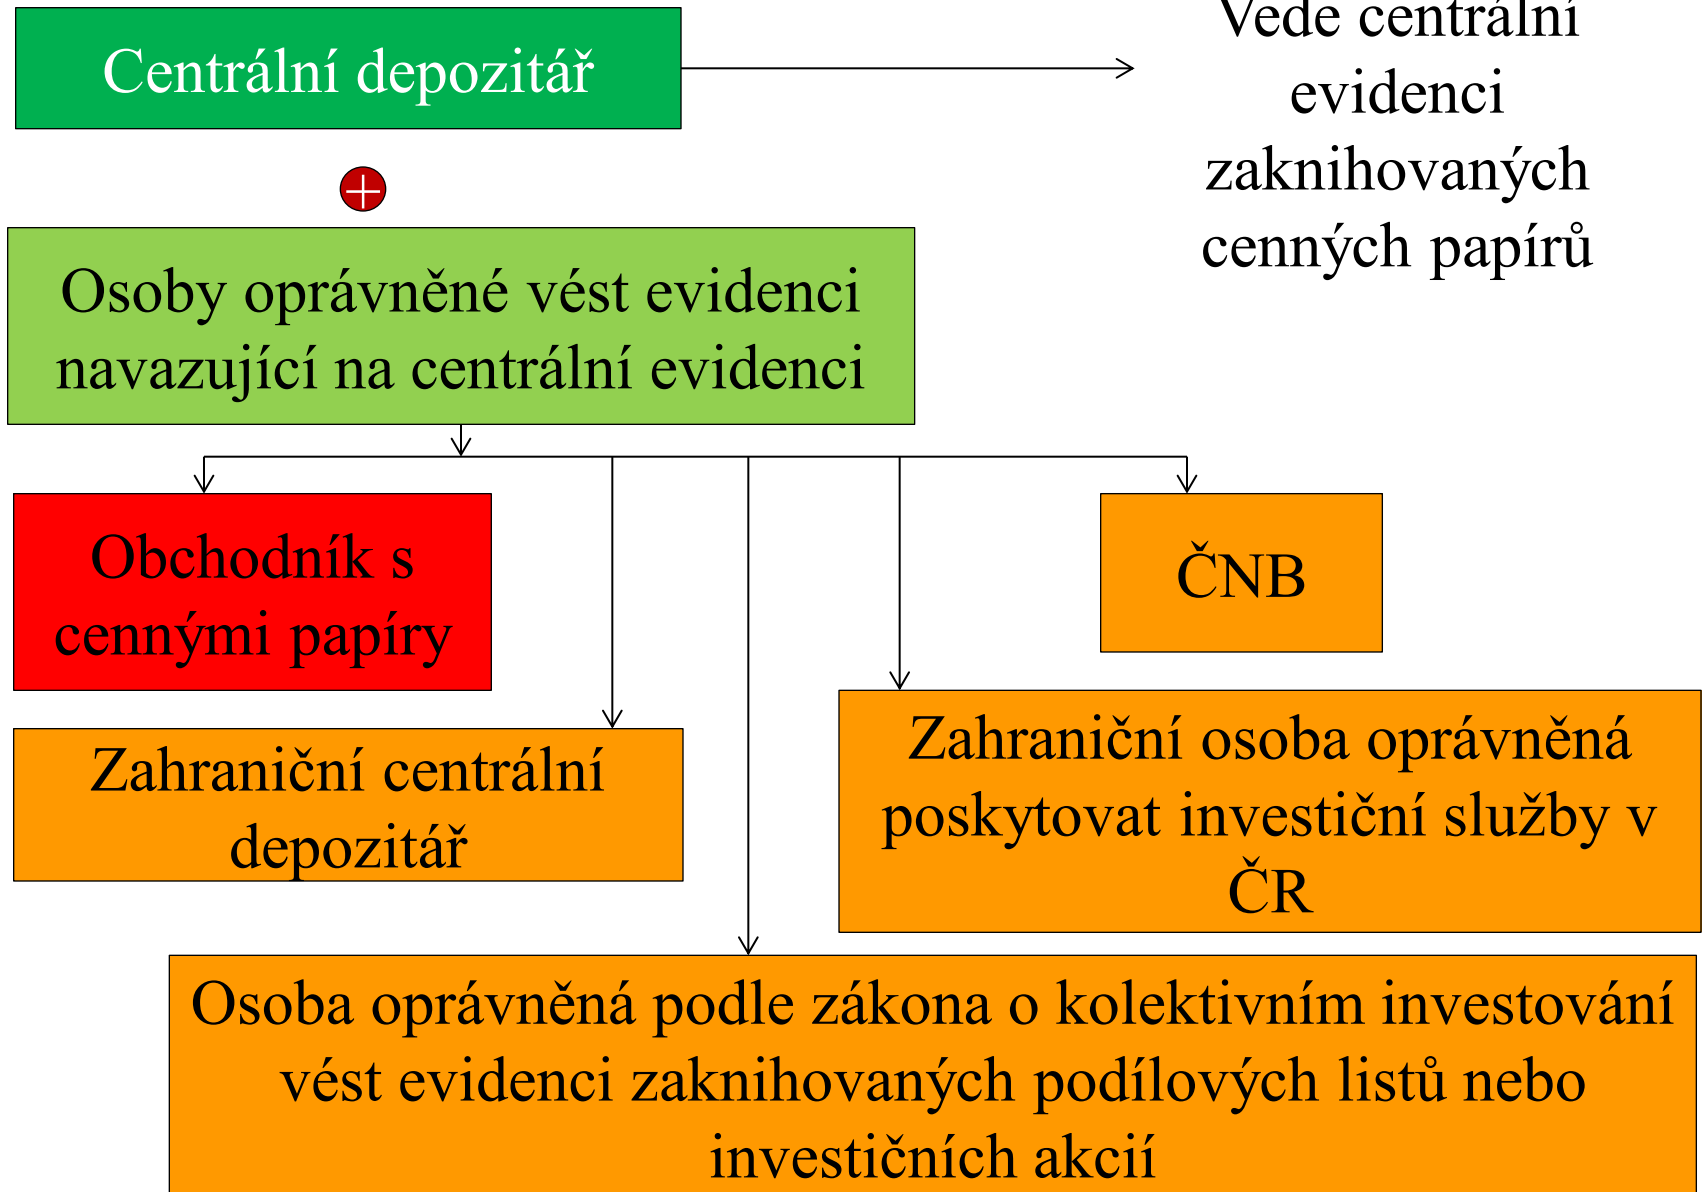 Centrální depozitář
Vede centrální
evidenci
zaknihovaných
cenných papírů
Osoby oprávněné vést evidenci
navazující na centrální evidenci
Obchodník s
cennými papíry
ČNB
Zahraniční centrální
depozitář
Zahraniční osoba oprávněná
poskytovat investiční služby v
ČR
Osoba oprávněná podle zákona o kolektivním investování
vést evidenci zaknihovaných podílových listů nebo
investičních akcií